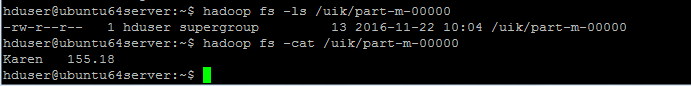 hduser@ubuntu64server:~$ hadoop fs -ls /uik/part-m-00000
-rw-r--r--   1 hduser supergroup         13 2016-11-22 10:04 /uik/part-m-00000
hduser@ubuntu64server:~$ hadoop fs -cat /uik/part-m-00000
Karen   155.18
hduser@ubuntu64server:~$